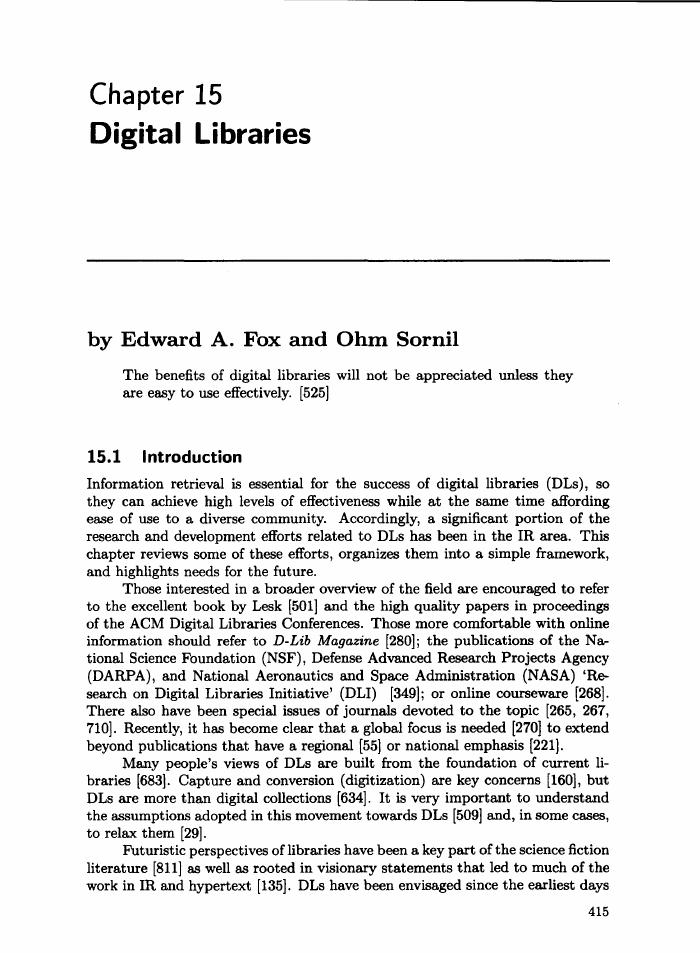 Chapter 15
Digital Libraries
by Edward A. Fox and Ohm Sornil
The benefits of digital libraries will not be appreciated unless they
are easy to use effectively. [525]
15.1 Introduction
Information retrieval is essential for the success of digital libraries (DLs), so
they can achieve high levels of effectiveness while at the same time affording
ease of use to a diverse community. Accordingly, a significant portion of the
research and development efforts related to DLs has been in the IR area. This
chapter reviews some of these efforts, organizes them into a simple framework,
and highlights needs for the future.
Those interested in a broader overview of the field are encouraged to refer
to the excellent book by Lesk [501] and the high quality papers in proceedings
of the ACM Digital Libraries Conferences. Those more comfortable with online
information should refer to D-Lib Magazine [280]; the publications of the Na-
tional Science Foundation (NSF), Defense Advanced Research Projects Agency
(DARPA), and National Aeronautics and Space Administration (NASA) ‘Re-
search on Digital Libraries Initiative’ (DLI) [349]; or online courseware [268].
There also have been special issues of journals devoted to the topic [265, 267,
710]. Recently, it has become clear that a global focus is needed [270] to extend
beyond publications that have a regional [55] or national emphasis [221].
Many people's views of DLs are built from the foundation of current li-
braries [683]. Capture and conversion (digitization) are key concerns [160], but
DLs are more than digital collections [634]. It is very important to understand
the assumptions adopted in this movement towards DLs [509] and, in some cases,
to relax them [29].
Futuristic perspectives of libraries have been a key part of the science fiction
literature [811] as well as rooted in visionary statements that led to much of the
work in IR and hypertext [135]. DLs have been envisaged since the earliest days
415